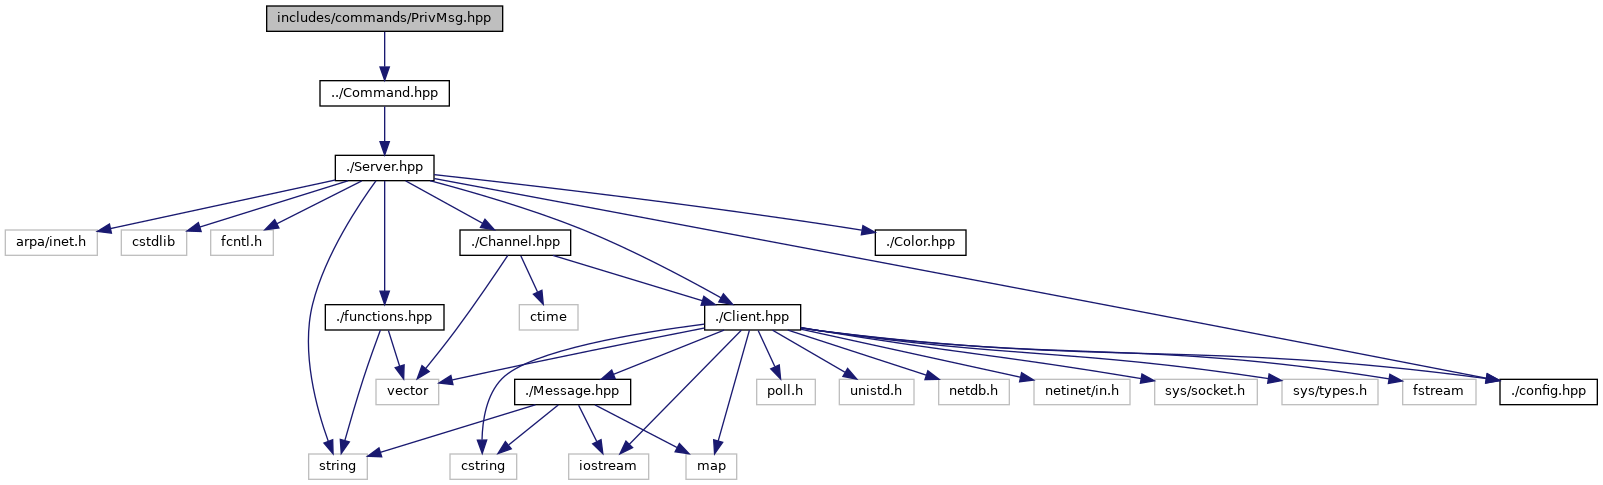 includes/commands/PrivMsg.hpp
../Command.hpp
./Server.hpp
arpa/inet.h
cstdlib
fcntl.h
./Channel.hpp
./Color.hpp
./functions.hpp
ctime
./Client.hpp
vector
./Message.hpp
poll.h
unistd.h
netdb.h
netinet/in.h
sys/socket.h
sys/types.h
fstream
./config.hpp
string
cstring
iostream
map